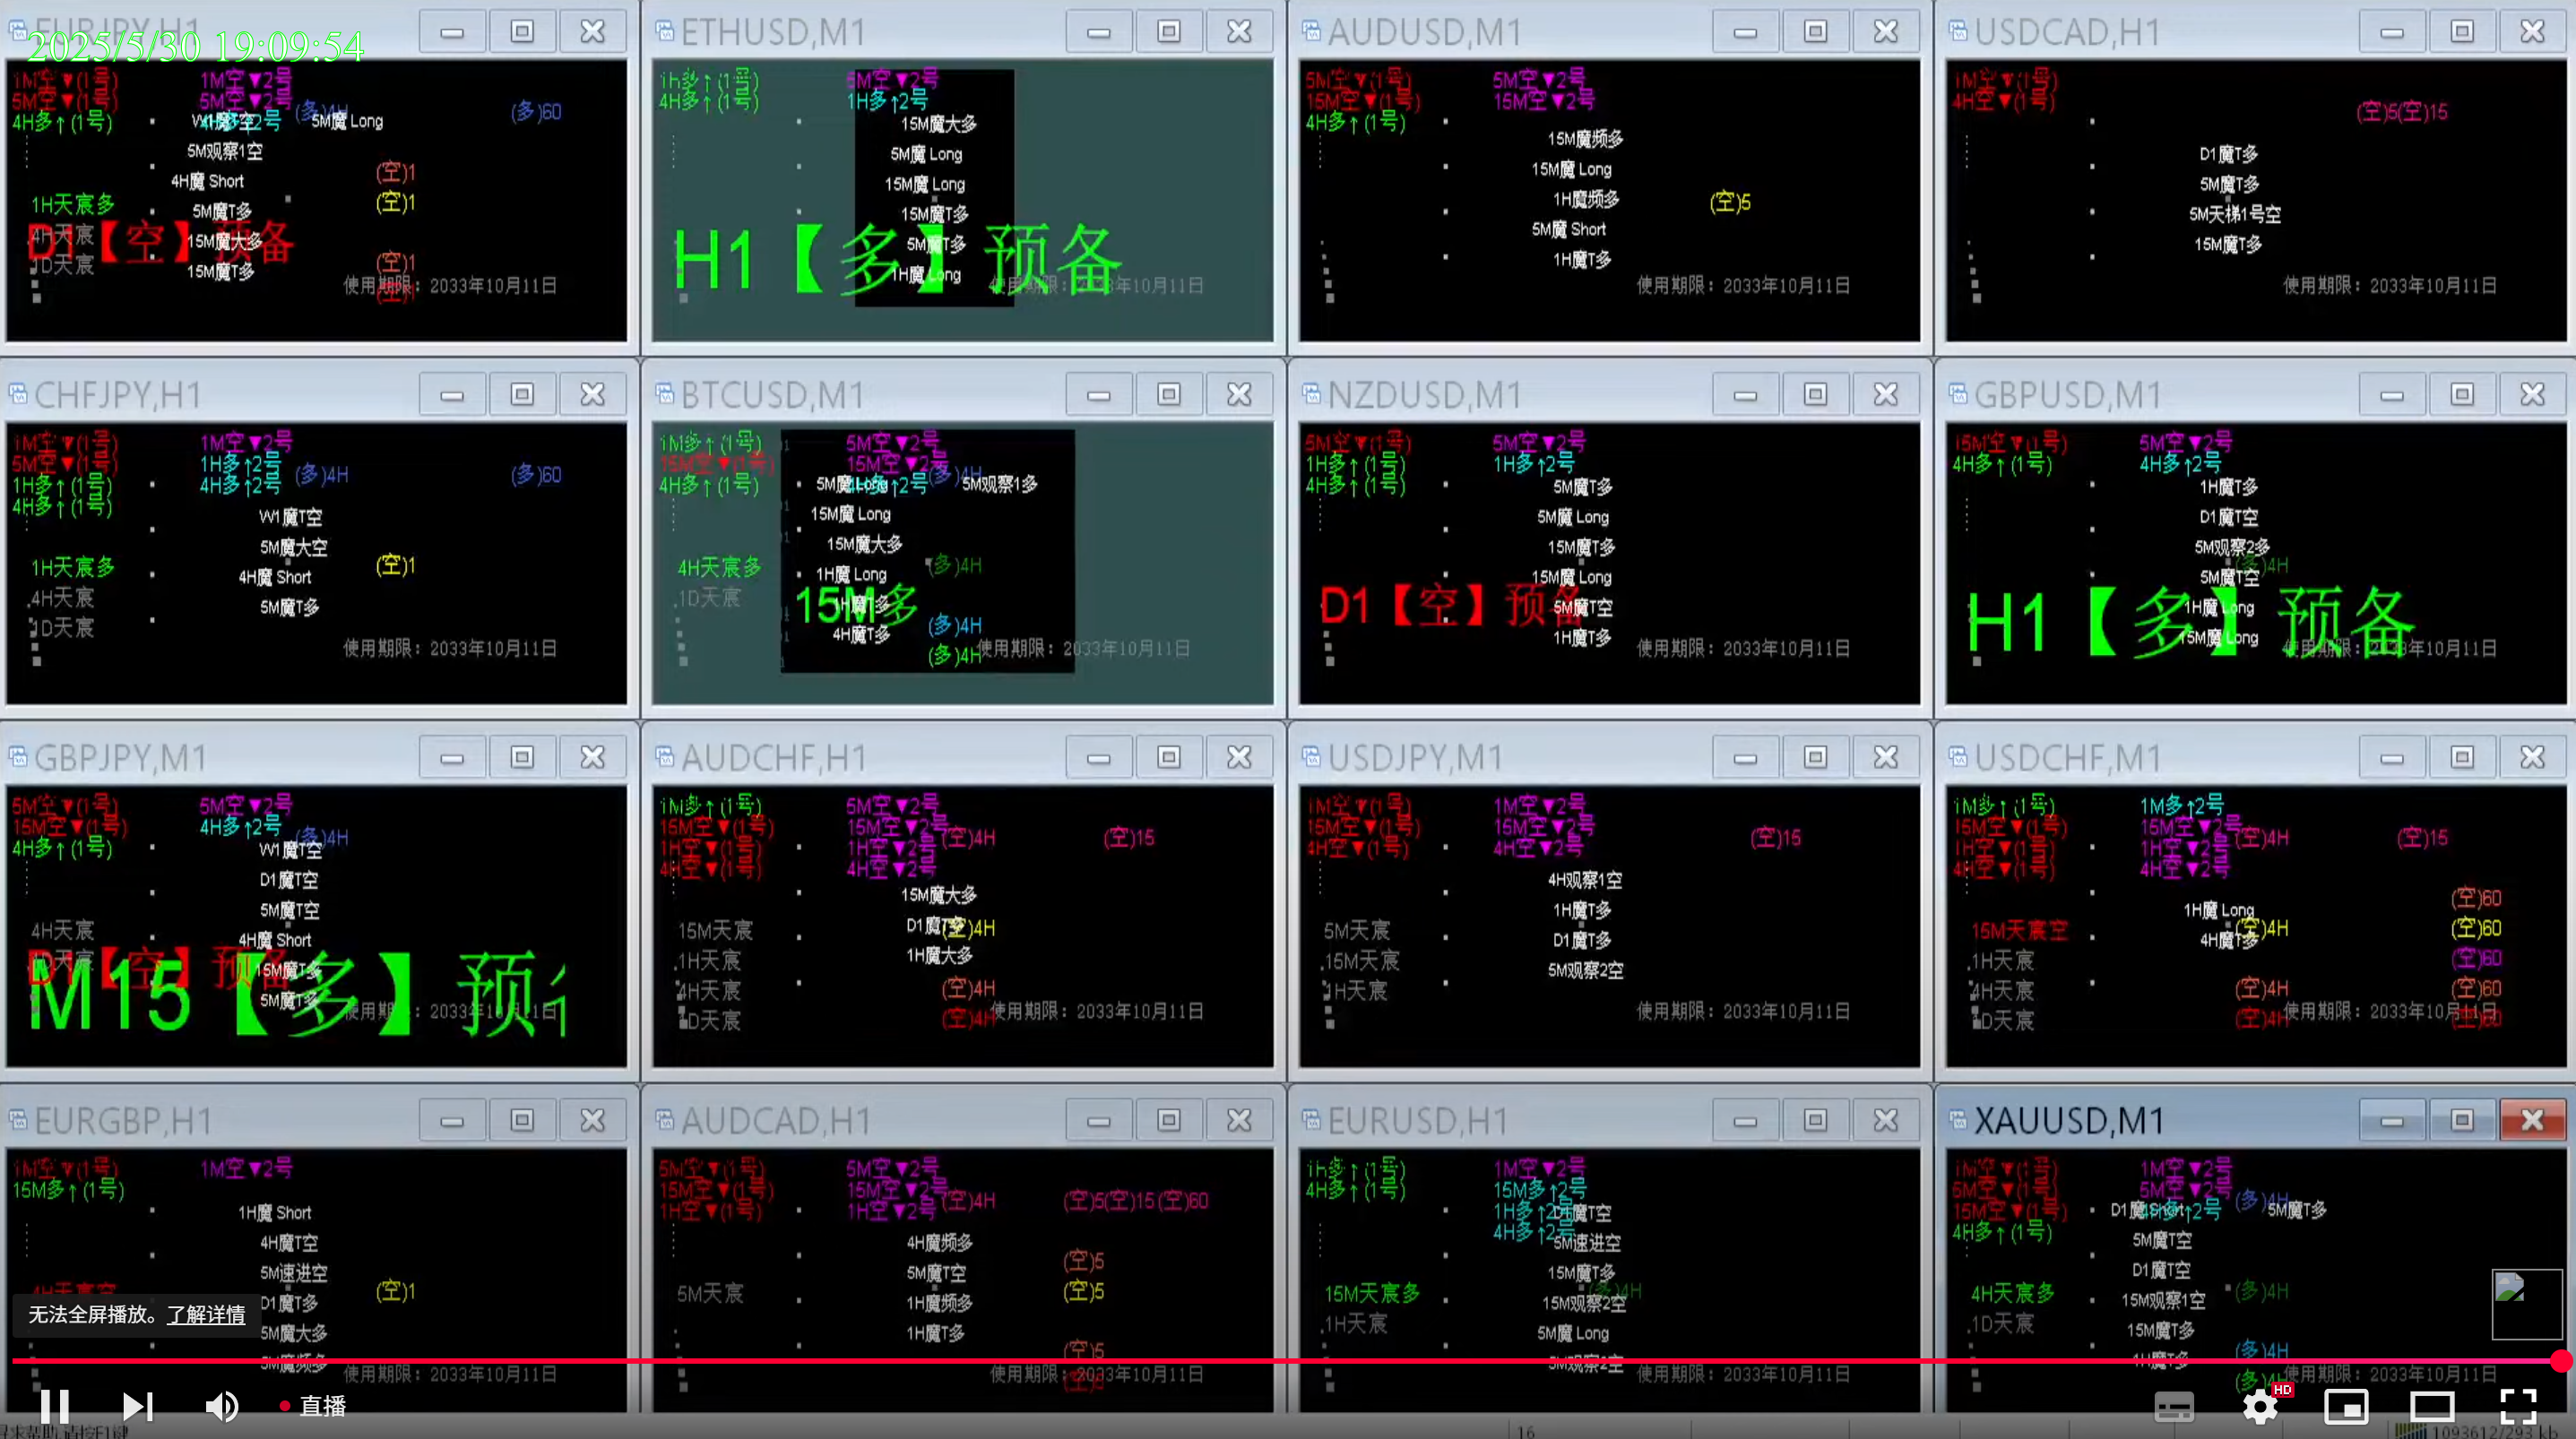 EURJPY,H1
2025/5/30 19:09:54
1M空▼(1号)
5M空▼(1号)
4H多↑(1号)
1M空▼2号
5M空▼2号
4H多↑2号
(多)4H
(多)60
W1魔T空
5M魔 Long
5M观察1空
4H魔 Short
5M魔T多
15M魔大多
15M魔T多
(空)1
(空)1
(空)1
(空)1
1H天宸多
4H天宸
1D天宸
D1【空】预备
使用期限：2033年10月11日
ETHUSD,M1
1h多↑(1号)
4H多↑(1号)
5M空▼2号
1H多↑2号
15M魔大多
5M魔 Long
15M魔 Long
15M魔T多
5M魔T多
1H魔 Long
H1【多】预备
使用期限：2033年10月11日
AUDUSD,M1
5M空▼(1号)
15M空▼(1号)
4H多↑(1号)
5M空▼2号
15M空▼2号
15M魔频多
15M魔 Long
1H魔频多
5M魔 Short
1H魔T多
(空)5
使用期限：2033年10月11日
USDCAD,H1
1M空▼(1号)
4H空▼(1号)
(空)5(空)15
D1魔T多
5M魔T多
5M天梯1号空
15M魔T多
使用期限：2033年10月11日
CHFJPY,H1
1M空▼(1号)
5M空▼(1号)
1H多↑(1号)
4H多↑(1号)
1M空▼2号
1H多↑2号
4H多↑2号
(多)4H
(多)60
W1魔T空
5M魔大空
4H魔 Short
5M魔T多
(空)1
1H天宸多
4H天宸
1D天宸
使用期限：2033年10月11日
BTCUSD,M1
1M多↑(1号)
15M空▼(1号)
4H多↑(1号)
5M空▼2号
15M空▼2号
4H多↑2号
(多)4H
5M魔 Long
5M观察1多
15M魔 Long
15M魔大多
1H魔 Long
1H魔T多
4H魔T多
(多)4H
(多)4H
(多)4H
4H天宸多
1D天宸
15M多
使用期限：2033年10月11日
NZDUSD,M1
5M空▼(1号)
1H多↑(1号)
4H多↑(1号)
5M空▼2号
1H多↑2号
5M魔T多
5M魔 Long
15M魔T多
15M魔 Long
5M魔T空
1H魔T多
D1【空】预备
使用期限：2033年10月11日
GBPUSD,M1
15M空▼(1号)
4H多↑(1号)
5M空▼2号
4H多↑2号
1H魔T多
D1魔T空
5M观察2多
(多)4H
5M魔T空
1H魔 Long
15M魔 Long
H1【多】预备
使用期限：2033年10月11日
GBPJPY,M1
5M空▼(1号)
15M空▼(1号)
4H多↑(1号)
5M空▼2号
4H多↑2号
(多)4H
W1魔T空
D1魔T空
5M魔T空
4H魔 Short
15M魔T多
5M魔T多
4H天宸
1D天宸
D1【空】预备
M15【多】预
使用期限：2033年10月11日
AUDCHF,H1
1M多↑(1号)
15M空▼(1号)
1H空▼(1号)
4H空▼(1号)
5M空▼2号
15M空▼2号
1H空▼2号
4H空▼2号
(空)4H
(空)15
15M魔大多
D1魔T多
(空)4H
1H魔大多
(空)4H
(空)4H
15M天宸
1H天宸
4H天宸
1D天宸
使用期限：2033年10月11日
USDJPY,M1
1M空▼(1号)
15M空▼(1号)
4H空▼(1号)
1M空▼2号
15M空▼2号
4H空▼2号
(空)15
4H观察1空
1H魔T多
D1魔T多
5M观察2空
5M天宸
15M天宸
1H天宸
使用期限：2033年10月11日
USDCHF,M1
1M多↑(1号)
15M空▼(1号)
1H空▼(1号)
4H空▼(1号)
1M多↑2号
15M空▼2号
1H空▼2号
4H空▼2号
(空)4H
(空)15
1H魔 Long
4H魔T多
(空)4H
(空)4H
(空)4H
(空)60
(空)60
(空)60
(空)60
(空)60
15M天宸空
1H天宸
4H天宸
1D天宸
使用期限：2033年10月11日
EURGBP,H1
1M空▼(1号)
15M多↑(1号)
1M空▼2号
1H魔 Short
4H魔T空
5M速进空
D1魔T多
5M魔大多
5M魔频多
(空)1
4H天宸空
使用期限：2033年10月11日
AUDCAD,H1
5M空▼(1号)
15M空▼(1号)
1H空▼(1号)
5M空▼2号
15M空▼2号
1H空▼2号
(空)4H
(空)5(空)15(空)60
4H魔频多
5M魔T空
1H魔频多
1H魔T多
(空)5
(空)5
(空)5
5M天宸
使用期限：2033年10月11日
EURUSD,H1
1h多↑(1号)
4H多↑(1号)
1M空▼2号
15M多↑2号
1H多↑2号
4H多↑2号
D1魔T空
5M速进空
15M魔T多
(多)4H
15M观察2空
5M魔 Long
5M观察2空
15M天宸多
1H天宸
使用期限：2033年10月11日
XAUUSD,M1
1M空▼(1号)
5M空▼(1号)
15M空▼(1号)
4H多↑(1号)
1M空▼2号
5M空▼2号
4H多↑2号
(多)4H
D1魔 Short
5M魔T多
5M魔T空
D1魔T空
15M观察1空
15M魔T多
1H魔T多
(多)4H
(多)4H
(多)4H
4H天宸多
1D天宸
使用期限：2033年10月11日
无法全屏播放。了解详情
直播
HD
16
1093612/293 kb